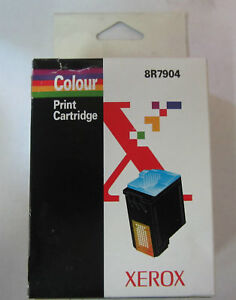 Colour
Print
Cartridge
8R7904
XEROX